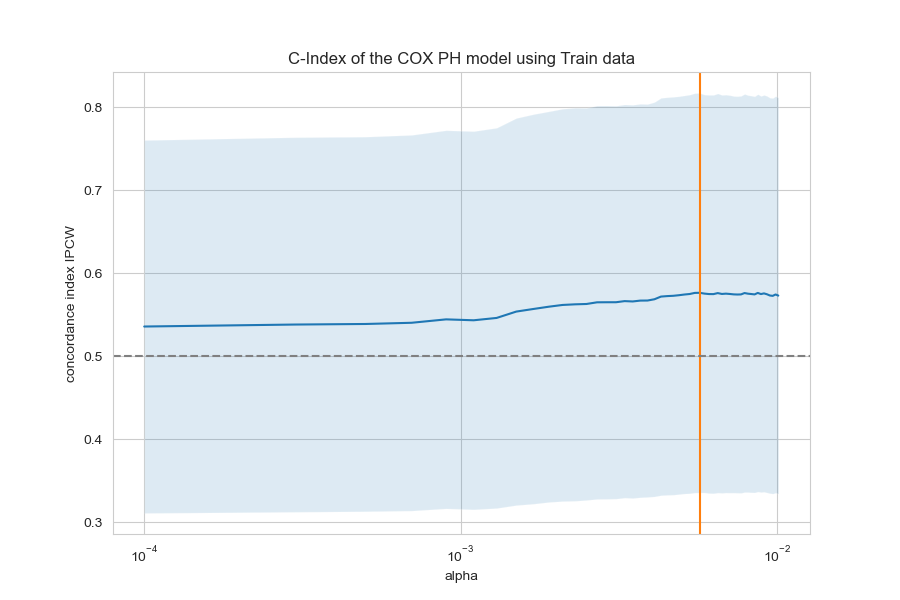 C-Index of the COX PH model using Train data
concordance index IPCW
0.8
0.7
0.6
0.5
0.4
0.3
10⁻⁴ 10⁻³ 10⁻²
alpha